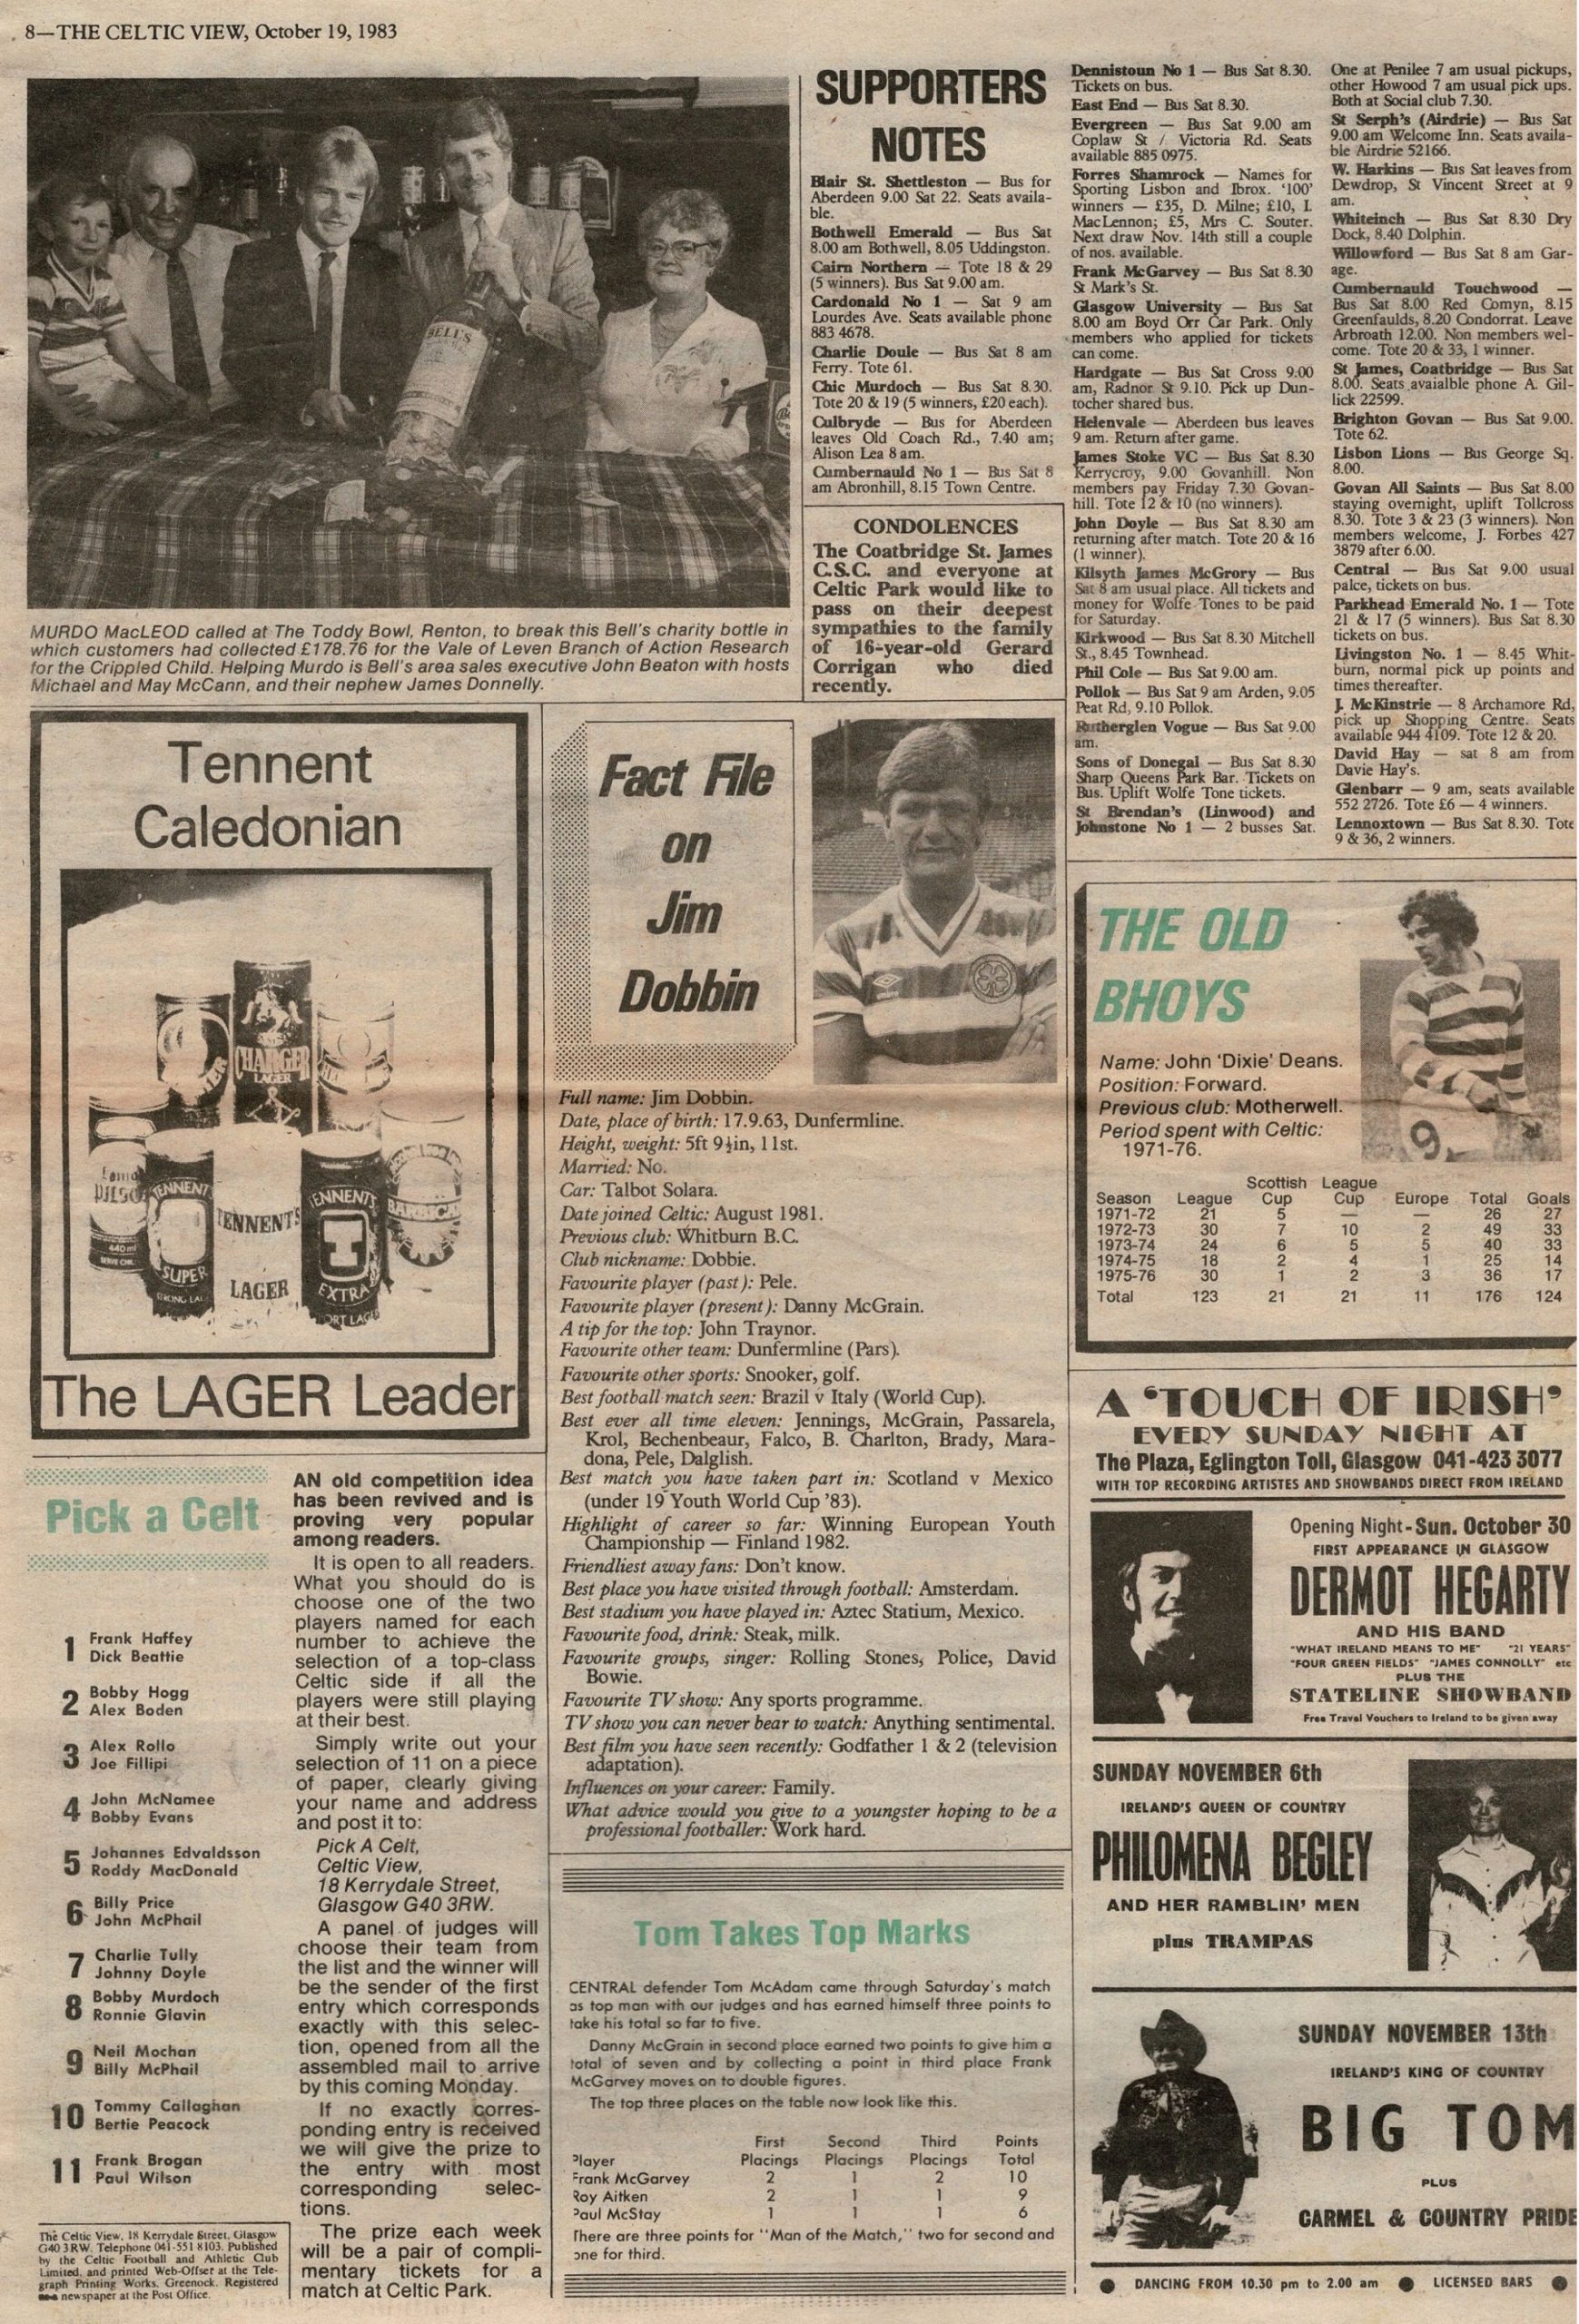 8—THE CELTIC VIEW, October 19, 1983
MURDO MacLEOD called at The Toddy Bowl, Renton, to break this Bell's charity bottle in
which customers had collected £178.76 for the Vale of Leven Branch of Action Research
for the Crippled Child. Helping Murdo is Bell's area sales executive John Beaton with hosts
Michael and May McCann, and their nephew James Donnelly.
BELL'S
SUPPORTERS
NOTES
Blair St. Shettleston — Bus for
Aberdeen 9.00 Sat 22. Seats availa-
ble.
Bothwell Emerald — Bus Sat
8.00 am Bothwell, 8.05 Uddingston.
Cairn Northern — Tote 18 & 29
(5 winners). Bus Sat 9.00 am.
Cardonald No 1 — Sat 9 am
Lourdes Ave. Seats available phone
883 4678.
Charlie Doule — Bus Sat 8 am
Ferry. Tote 61.
Chic Murdoch — Bus Sat 8.30.
Tote 20 & 19 (5 winners, £20 each).
Culbryde — Bus for Aberdeen
leaves Old Coach Rd., 7.40 am;
Alison Lea 8 am.
Cumbernauld No 1 — Bus Sat 8
am Abronhill, 8.15 Town Centre.
CONDOLENCES
The Coatbridge St. James
C.S.C. and everyone at
Celtic Park would like to
pass on their deepest
sympathies to the family
of 16-year-old Gerard
Corrigan who died
recently.
Dennistoun No 1 — Bus Sat 8.30.
Tickets on bus.
East End — Bus Sat 8.30.
Evergreen — Bus Sat 9.00 am
Coplaw St / Victoria Rd. Seats
available 885 0975.
Forres Shamrock — Names for
Sporting Lisbon and Ibrox. '100'
winners — £35, D. Milne; £10, I.
MacLennon; £5, Mrs C. Souter.
Next draw Nov. 14th still a couple
of nos. available.
Frank McGarvey — Bus Sat 8.30
St Mark's St.
Glasgow University — Bus Sat
8.00 am Boyd Orr Car Park. Only
members who applied for tickets
can come.
Hardgate — Bus Sat Cross 9.00
am, Radnor St 9.10. Pick up Dun-
tocher shared bus.
Helenvale — Aberdeen bus leaves
9 am. Return after game.
James Stoke VC — Bus Sat 8.30
Kerrycroy, 9.00 Govanhill. Non
members pay Friday 7.30 Govan-
hill. Tote 12 & 10 (no winners).
John Doyle — Bus Sat 8.30 am
returning after match. Tote 20 & 16
(1 winner).
Kilsyth James McGrory — Bus
Sat 8 am usual place. All tickets and
money for Wolfe Tones to be paid
for Saturday.
Kirkwood — Bus Sat 8.30 Mitchell
St., 8.45 Townhead.
Phil Cole — Bus Sat 9.00 am.
Pollok — Bus Sat 9 am Arden, 9.05
Peat Rd, 9.10 Pollok.
Rutherglen Vogue — Bus Sat 9.00
am.
Sons of Donegal — Bus Sat 8.30
Sharp Queens Park Bar. Tickets on
Bus. Uplift Wolfe Tone tickets.
St Brendan's (Linwood) and
Johnstone No 1 — 2 busses Sat.
One at Penilee 7 am usual pickups,
other Howood 7 am usual pick ups.
Both at Social club 7.30.
St Serph's (Airdrie) — Bus Sat
9.00 am Welcome Inn. Seats availa-
ble Airdrie 52166.
W. Harkins — Bus Sat leaves from
Dewdrop, St Vincent Street at 9
am.
Whiteinch — Bus Sat 8.30 Dry
Dock, 8.40 Dolphin.
Willowford — Bus Sat 8 am Gar-
age.
Cumbernauld Touchwood —
Bus Sat 8.00 Red Comyn, 8.15
Greenfaulds, 8.20 Condorrat. Leave
Arbroath 12.00. Non members wel-
come. Tote 20 & 33, 1 winner.
St James, Coatbridge — Bus Sat
8.00. Seats avaialble phone A. Gil-
lick 22599.
Brighton Govan — Bus Sat 9.00.
Tote 62.
Lisbon Lions — Bus George Sq.
8.00.
Govan All Saints — Bus Sat 8.00
staying overnight, uplift Tollcross
8.30. Tote 3 & 23 (3 winners). Non
members welcome, J. Forbes 427
3879 after 6.00.
Central — Bus Sat 9.00 usual
palce, tickets on bus.
Parkhead Emerald No. 1 — Tote
21 & 17 (5 winners). Bus Sat 8.30
tickets on bus.
Livingston No. 1 — 8.45 Whit-
burn, normal pick up points and
times thereafter.
J. McKinstrie — 8 Archamore Rd,
pick up Shopping Centre. Seats
available 944 4109. Tote 12 & 20.
David Hay — sat 8 am from
Davie Hay's.
Glenbarr — 9 am, seats available
552 2726. Tote £6 — 4 winners.
Lennoxtown — Bus Sat 8.30. Tote
9 & 36, 2 winners.
Tennent
Caledonian
CHARGER
LAGER
TENNENT
SUPER
TENNENT'S
LAGER
TENNENTS
EXTRA
BARBICAN
The LAGER Leader
Fact File
on
Jim
Dobbin
Full name: Jim Dobbin.
Date, place of birth: 17.9.63, Dunfermline.
Height, weight: 5ft 9½in, 11st.
Married: No.
Car: Talbot Solara.
Date joined Celtic: August 1981.
Previous club: Whitburn B.C.
Club nickname: Dobbie.
Favourite player (past): Pele.
Favourite player (present): Danny McGrain.
A tip for the top: John Traynor.
Favourite other team: Dunfermline (Pars).
Favourite other sports: Snooker, golf.
Best football match seen: Brazil v Italy (World Cup).
Best ever all time eleven: Jennings, McGrain, Passarela,
Krol, Bechenbeaur, Falco, B. Charlton, Brady, Mara-
dona, Pele, Dalglish.
Best match you have taken part in: Scotland v Mexico
(under 19 Youth World Cup '83).
Highlight of career so far: Winning European Youth
Championship — Finland 1982.
Friendliest away fans: Don't know.
Best place you have visited through football: Amsterdam.
Best stadium you have played in: Aztec Statium, Mexico.
Favourite food, drink: Steak, milk.
Favourite groups, singer: Rolling Stones, Police, David
Bowie.
Favourite TV show: Any sports programme.
TV show you can never bear to watch: Anything sentimental.
Best film you have seen recently: Godfather 1 & 2 (television
adaptation).
Influences on your career: Family.
What advice would you give to a youngster hoping to be a
professional footballer: Work hard.
THE OLD
BHOYS
Name: John 'Dixie' Deans.
Position: Forward.
Previous club: Motherwell.
Period spent with Celtic:
1971-76.
9
Scottish League
Season League Cup Cup Europe Total Goals
1971-72 21 5 — — 26 27
1972-73 30 7 10 2 49 33
1973-74 24 6 5 5 40 33
1974-75 18 2 4 1 25 14
1975-76 30 1 2 3 36 17
Total 123 21 21 11 176 124
Pick a Celt
1 Frank Haffey
Dick Beattie
2 Bobby Hogg
Alex Boden
3 Alex Rollo
Joe Fillipi
4 John McNamee
Bobby Evans
5 Johannes Edvaldsson
Roddy MacDonald
6 Billy Price
John McPhail
7 Charlie Tully
Johnny Doyle
8 Bobby Murdoch
Ronnie Glavin
9 Neil Mochan
Billy McPhail
10 Tommy Callaghan
Bertie Peacock
11 Frank Brogan
Paul Wilson
The Celtic View, 18 Kerrydale Street, Glasgow
G40 3RW. Telephone 041-551 8103. Published
by the Celtic Football and Athletic Club
Limited, and printed Web-Offset at the Tele-
graph Printing Works, Greenock. Registered
newspaper at the Post Office.
AN old competition idea
has been revived and is
proving very popular
among readers.
It is open to all readers.
What you should do is
choose one of the two
players named for each
number to achieve the
selection of a top-class
Celtic side if all the
players were still playing
at their best.
Simply write out your
selection of 11 on a piece
of paper, clearly giving
your name and address
and post it to:
Pick A Celt,
Celtic View,
18 Kerrydale Street,
Glasgow G40 3RW.
A panel of judges will
choose their team from
the list and the winner will
be the sender of the first
entry which corresponds
exactly with this selec-
tion, opened from all the
assembled mail to arrive
by this coming Monday.
If no exactly corres-
ponding entry is received
we will give the prize to
the entry with most
corresponding selec-
tions.
The prize each week
will be a pair of compli-
mentary tickets for a
match at Celtic Park.
Tom Takes Top Marks
CENTRAL defender Tom McAdam came through Saturday's match
as top man with our judges and has earned himself three points to
take his total so far to five.
Danny McGrain in second place earned two points to give him a
total of seven and by collecting a point in third place Frank
McGarvey moves on to double figures.
The top three places on the table now look like this.
First Second Third Points
Player Placings Placings Placings Total
Frank McGarvey 2 1 2 10
Roy Aitken 2 1 1 9
Paul McStay 1 1 1 6
There are three points for "Man of the Match," two for second and
one for third.
A 'TOUCH OF IRISH'
EVERY SUNDAY NIGHT AT
The Plaza, Eglington Toll, Glasgow 041-423 3077
WITH TOP RECORDING ARTISTES AND SHOWBANDS DIRECT FROM IRELAND
Opening Night - Sun. October 30
FIRST APPEARANCE IN GLASGOW
DERMOT HEGARTY
AND HIS BAND
"WHAT IRELAND MEANS TO ME" "21 YEARS"
"FOUR GREEN FIELDS" "JAMES CONNOLLY" etc
PLUS THE
STATELINE SHOWBAND
Free Travel Vouchers to Ireland to be given away
SUNDAY NOVEMBER 6th
IRELAND'S QUEEN OF COUNTRY
PHILOMENA BEGLEY
AND HER RAMBLIN' MEN
plus TRAMPAS
SUNDAY NOVEMBER 13th
IRELAND'S KING OF COUNTRY
BIG TOM
PLUS
CARMEL & COUNTRY PRIDE
● DANCING FROM 10.30 pm to 2.00 am ● LICENSED BARS ●